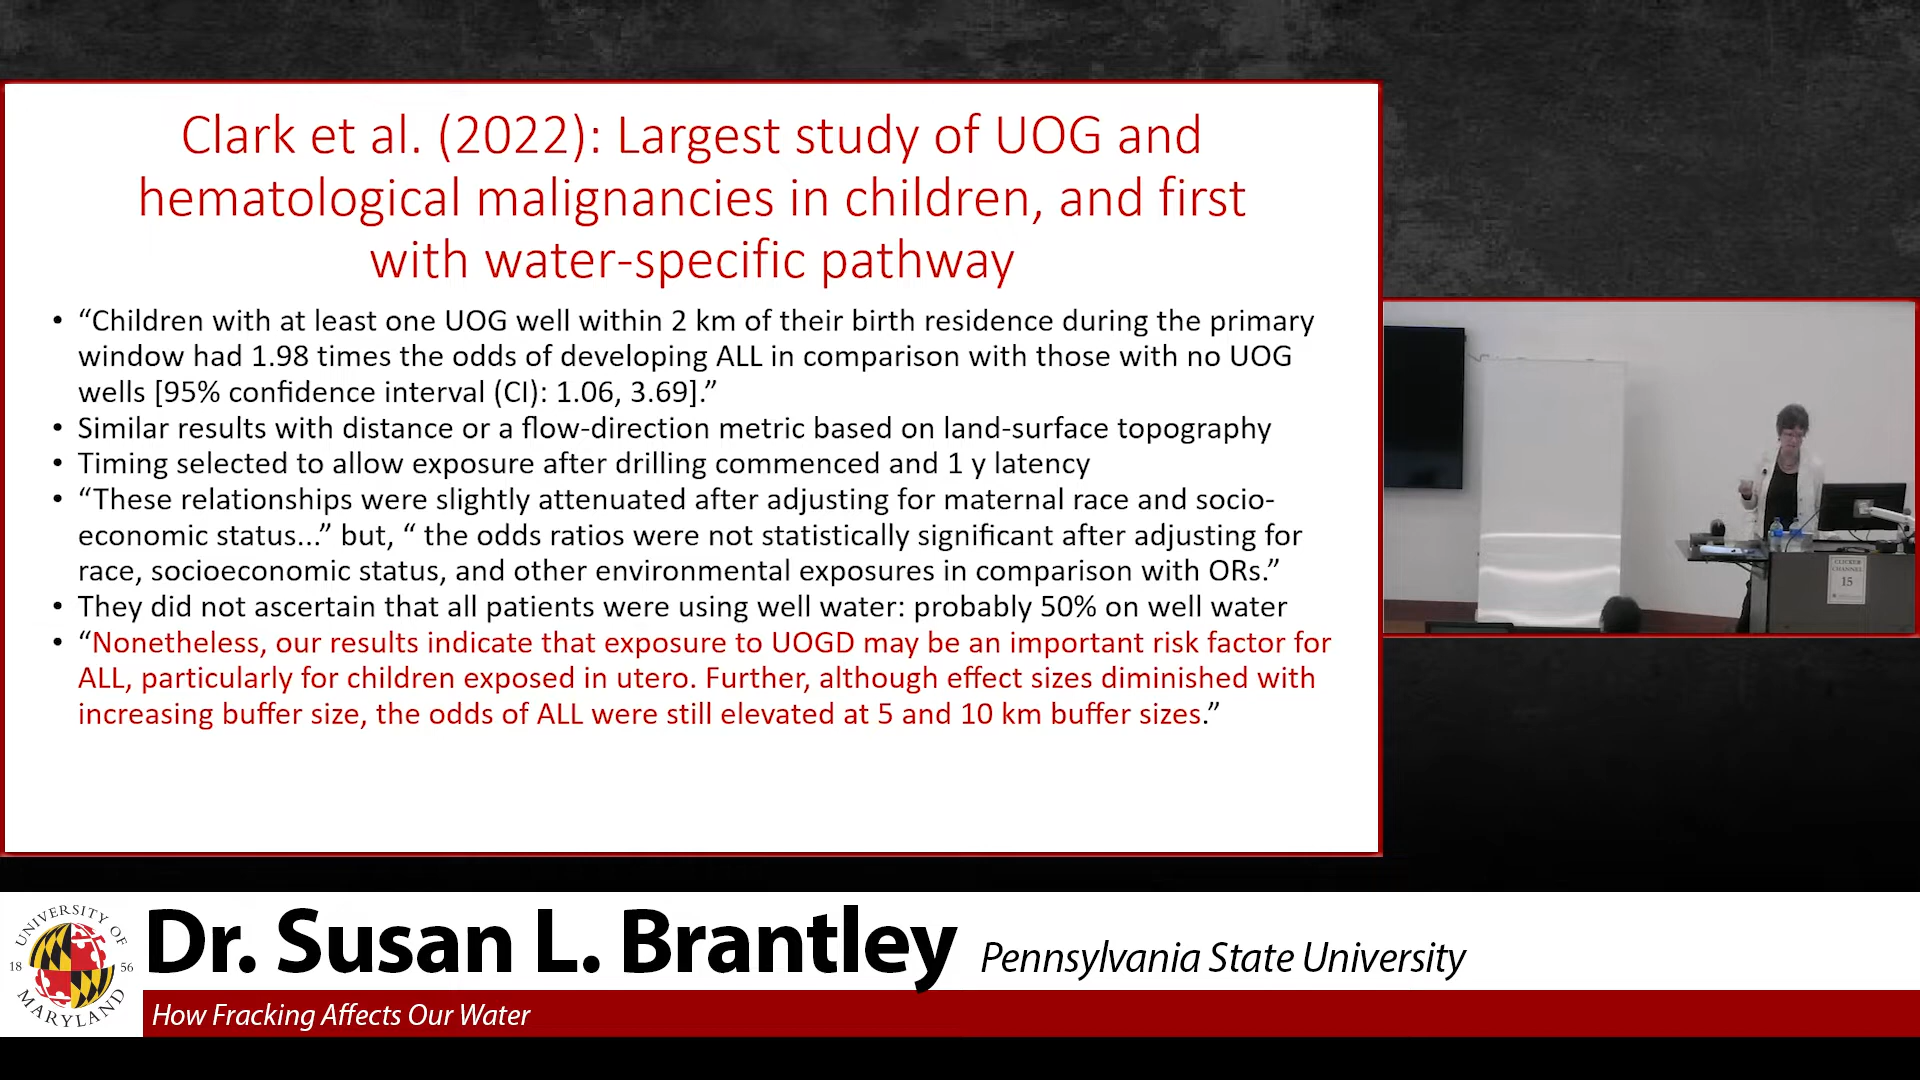 Clark et al. (2022): Largest study of UOG and
hematological malignancies in children, and first
with water-specific pathway
• “Children with at least one UOG well within 2 km of their birth residence during the primary
window had 1.98 times the odds of developing ALL in comparison with those with no UOG
wells [95% confidence interval (CI): 1.06, 3.69].”
• Similar results with distance or a flow-direction metric based on land-surface topography
• Timing selected to allow exposure after drilling commenced and 1 y latency
• “These relationships were slightly attenuated after adjusting for maternal race and socio-
economic status...” but, “ the odds ratios were not statistically significant after adjusting for
race, socioeconomic status, and other environmental exposures in comparison with ORs.”
• They did not ascertain that all patients were using well water: probably 50% on well water
• “Nonetheless, our results indicate that exposure to UOGD may be an important risk factor for
ALL, particularly for children exposed in utero. Further, although effect sizes diminished with
increasing buffer size, the odds of ALL were still elevated at 5 and 10 km buffer sizes.”
CLICKER
CHANNEL
15
UNIVERSITY OF
18 56
MARYLAND
Dr. Susan L. Brantley Pennsylvania State University
How Fracking Affects Our Water